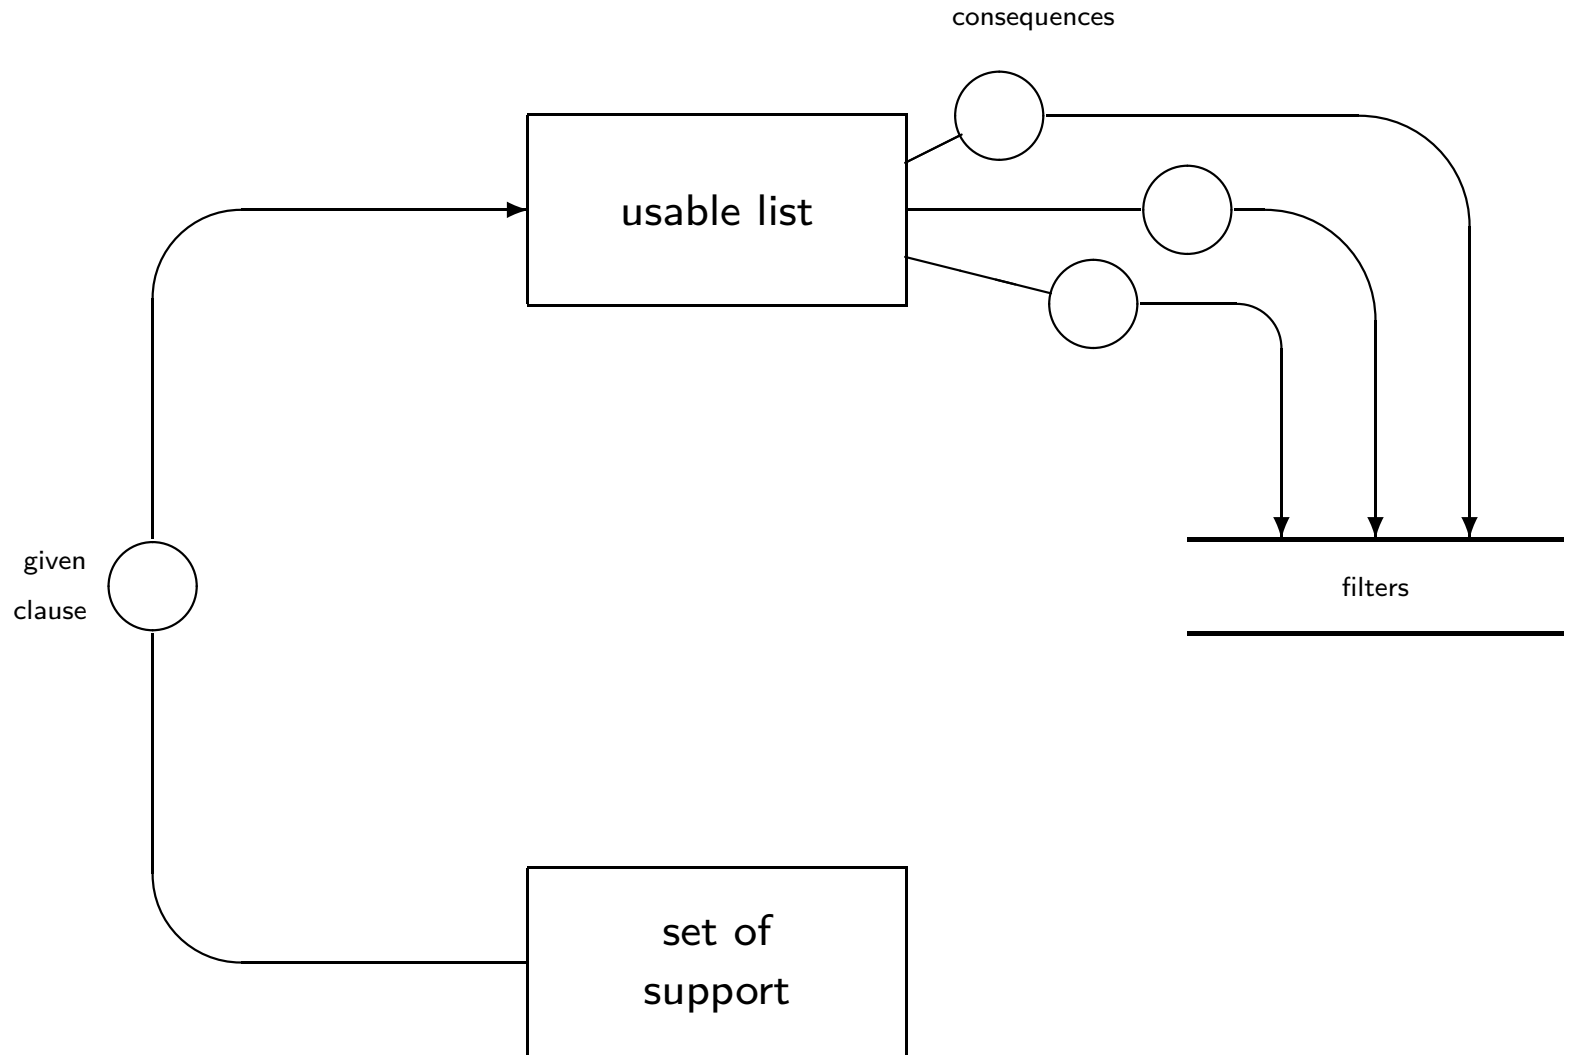 consequences
usable list
given
clause
filters
set of
support